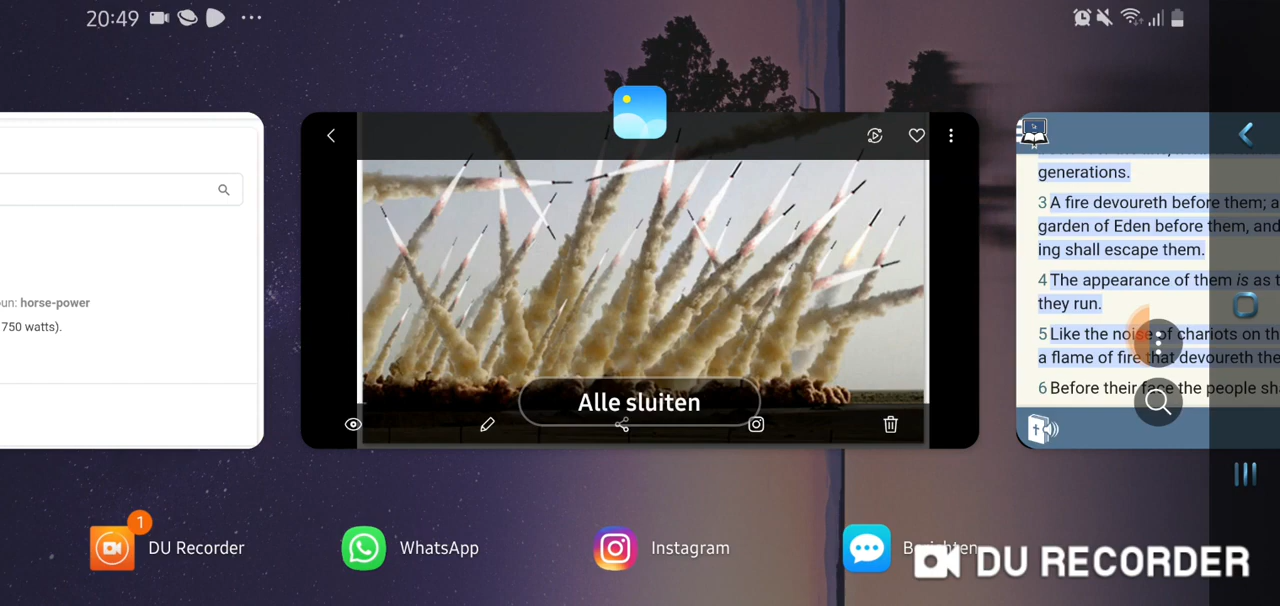 20:49
oun: horse-power
750 watts).
Alle sluiten
generations.
3 A fire devoureth before them; a
garden of Eden before them, and
ing shall escape them.
4 The appearance of them is as t
they run.
5 Like the noise of chariots on th
a flame of fire that devoureth the
6 Before their face the people sh
1
DU Recorder
WhatsApp
Instagram
DU RECORDER